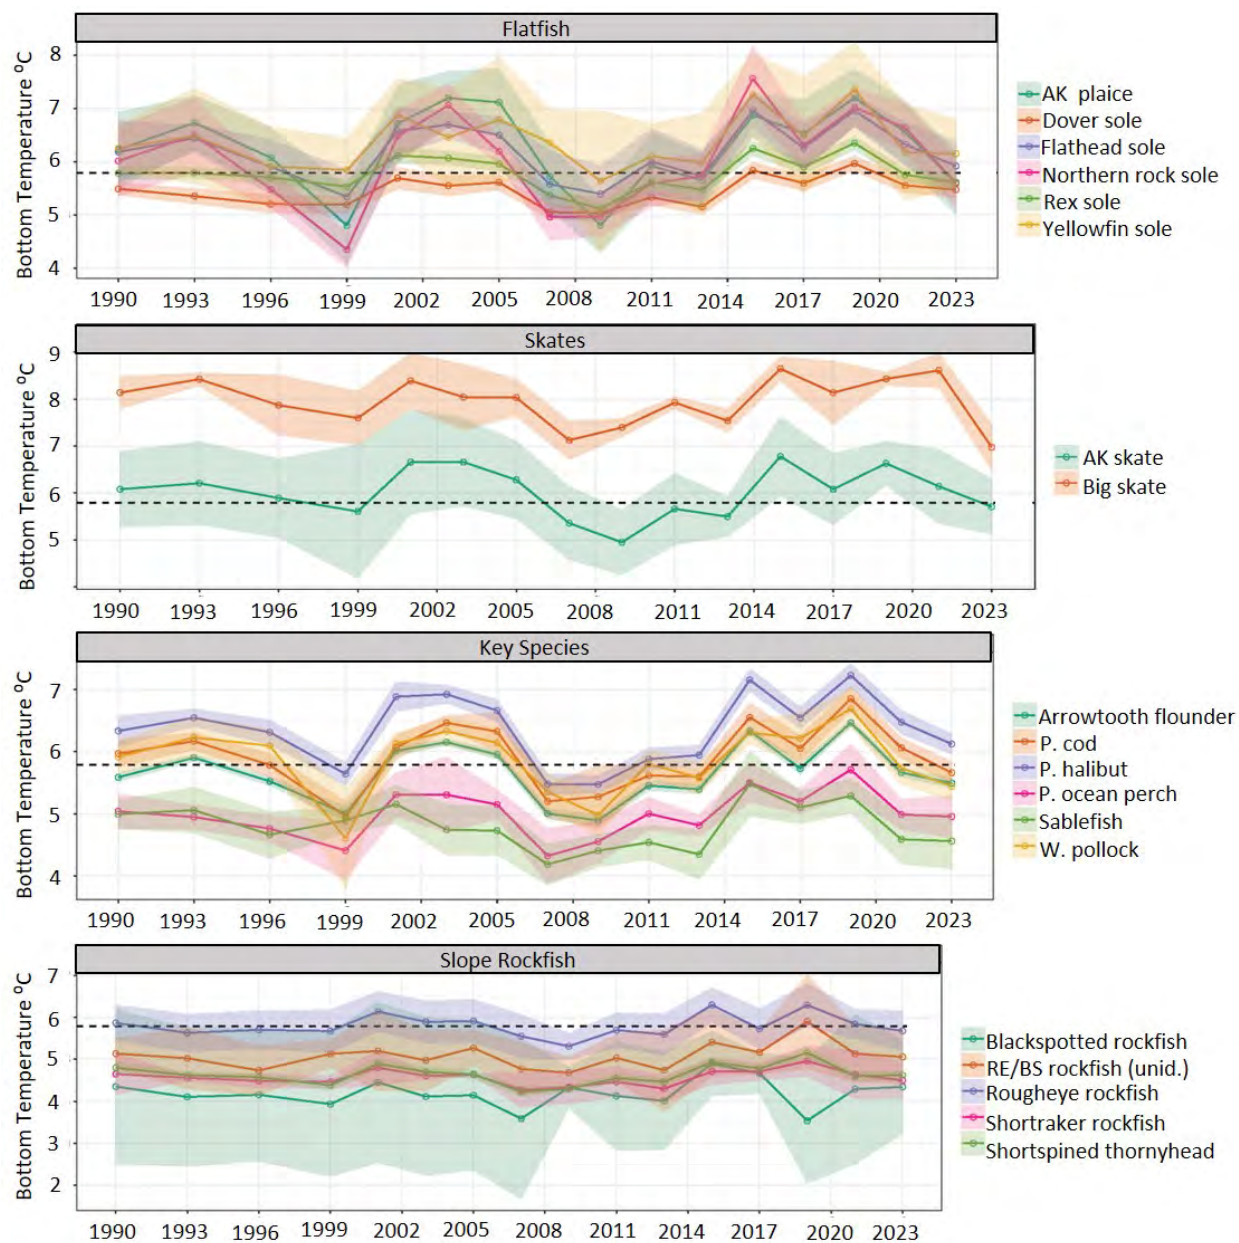 Flatfish
Bottom Temperature °C
8
7
6
5
4
1990 1993 1996 1999 2002 2005 2008 2011 2014 2017 2020 2023
AK plaice
Dover sole
Flathead sole
Northern rock sole
Rex sole
Yellowfin sole
Skates
Bottom Temperature °C
9
8
7
6
5
1990 1993 1996 1999 2002 2005 2008 2011 2014 2017 2020 2023
AK skate
Big skate
Key Species
Bottom Temperature °C
7
6
5
4
1990 1993 1996 1999 2002 2005 2008 2011 2014 2017 2020 2023
Arrowtooth flounder
P. cod
P. halibut
P. ocean perch
Sablefish
W. pollock
Slope Rockfish
Bottom Temperature °C
7
6
5
4
3
2
1990 1993 1996 1999 2002 2005 2008 2011 2014 2017 2020 2023
Blackspotted rockfish
RE/BS rockfish (unid.)
Rougheye rockfish
Shortraker rockfish
Shortspined thornyhead